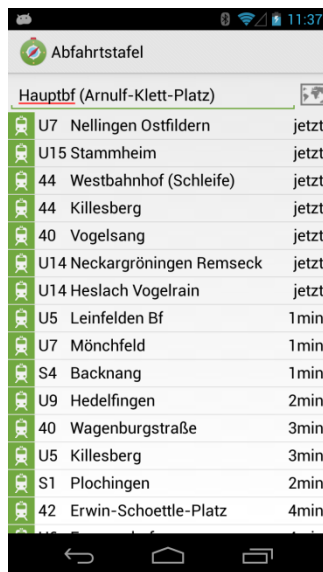 11:37
Abfahrtstafel
Hauptbf (Arnulf-Klett-Platz)
U7 Nellingen Ostfildern jetzt
U15 Stammheim jetzt
44 Westbahnhof (Schleife) jetzt
44 Killesberg jetzt
40 Vogelsang jetzt
U14 Neckargröningen Remseck jetzt
U14 Heslach Vogelrain jetzt
U5 Leinfelden Bf 1min
U7 Mönchfeld 1min
S4 Backnang 1min
U9 Hedelfingen 2min
40 Wagenburgstraße 3min
U5 Killesberg 3min
S1 Plochingen 2min
42 Erwin-Schoettle-Platz 4min